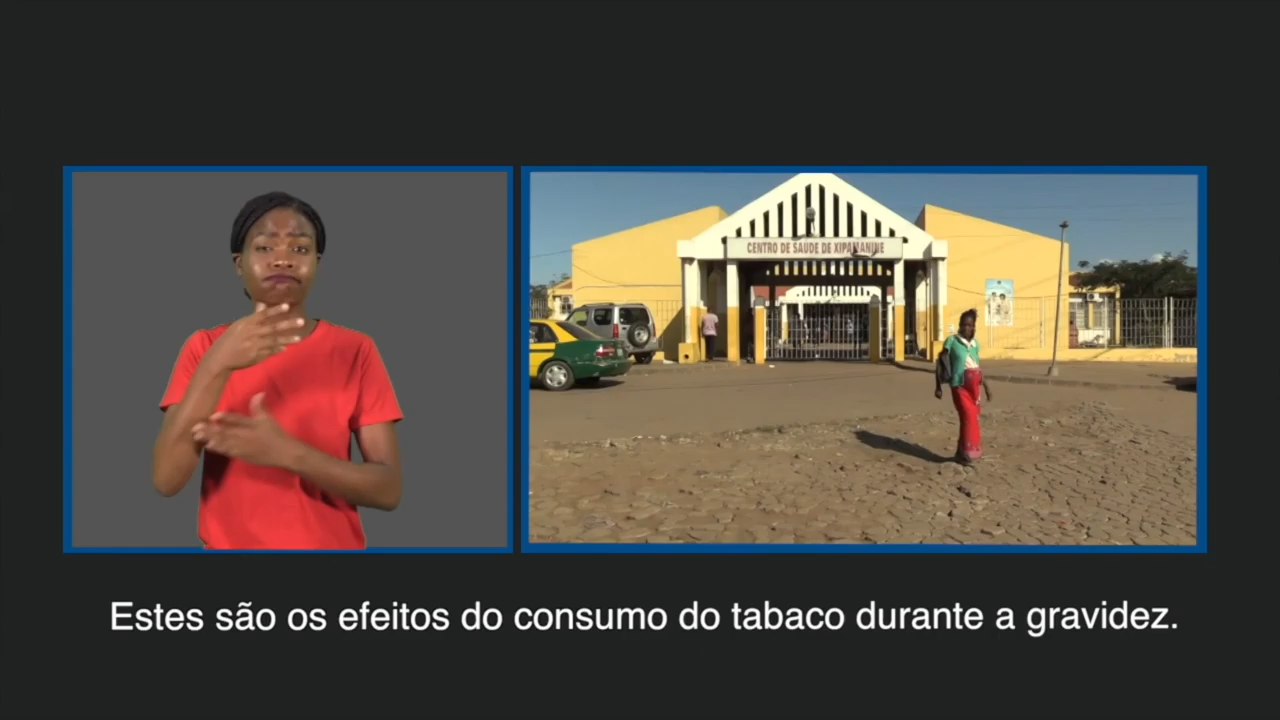 CENTRO DE SAÚDE DE XIPAMANINE
Estes são os efeitos do consumo do tabaco durante a gravidez.